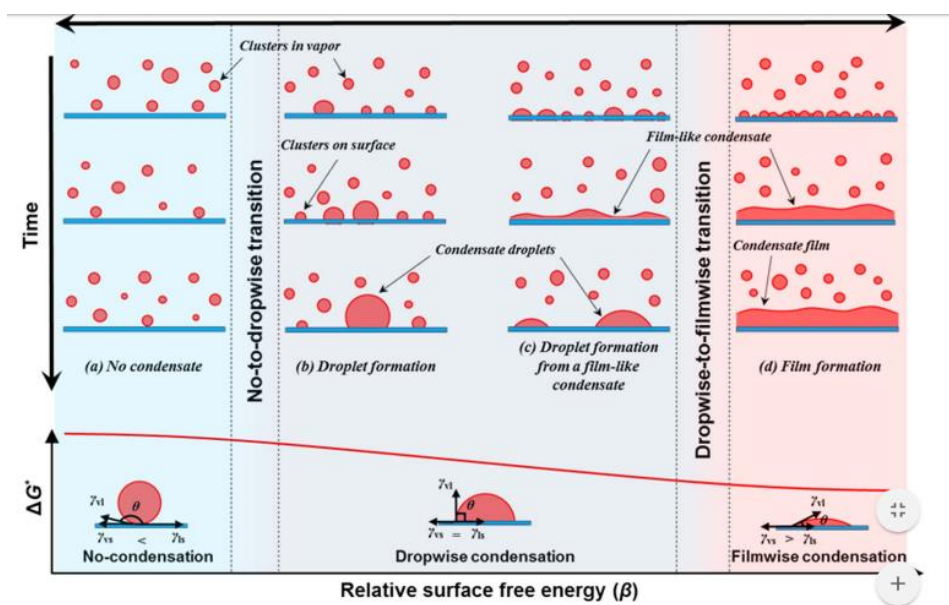 Clusters in vapor
Clusters on surface
Film-like condensate
Condensate droplets
Condensate film
Time
No-to-dropwise transition
Dropwise-to-filmwise transition
(a) No condensate
(b) Droplet formation
(c) Droplet formation
from a film-like
condensate
(d) Film formation
ΔG*
γvl
θ
γvs < γls
No-condensation
γvl
θ
γvs = γls
Dropwise condensation
γvl
θ
γvs > γls
Filmwise condensation
Relative surface free energy (β)